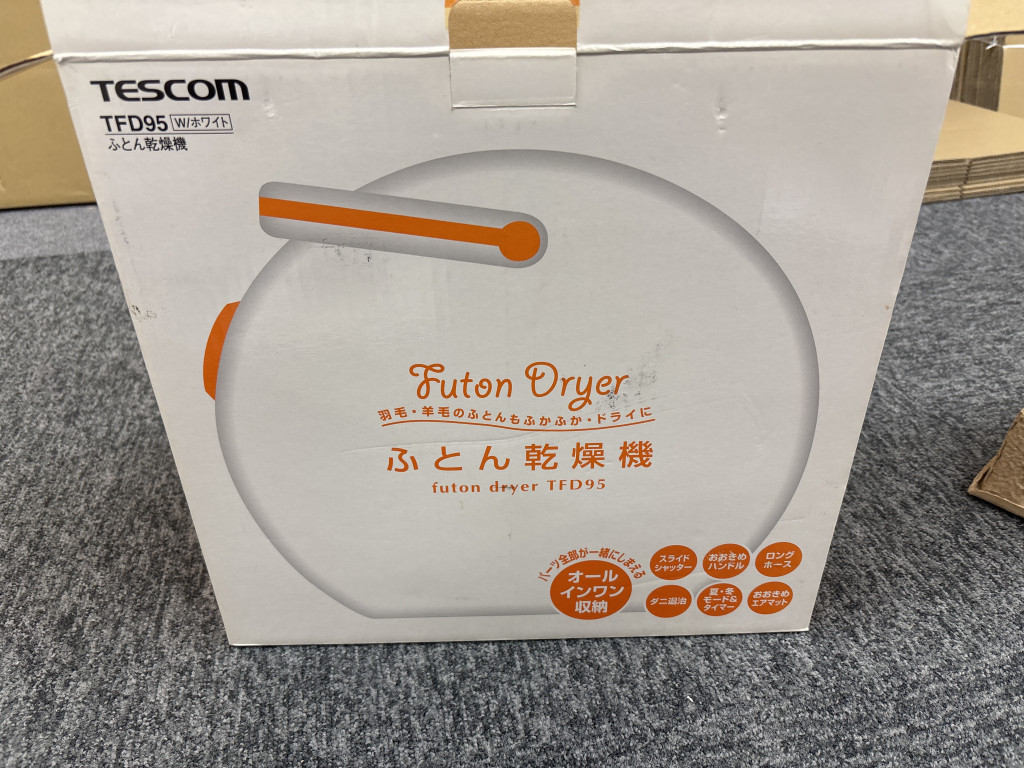 TESCOM
TFD95 W/ホワイト
ふとん乾燥機
Futon Dryer
羽毛・羊毛のふとんもふかふか・ドライに
ふとん乾燥機
futon dryer TFD95
パーツ全部が一緒にしまえる
オール
インワン
収納
スライド
シャッター
おおきめ
ハンドル
ロング
ホース
ダニ退治
夏・冬
モード&
タイマー
おおきめ
エアマット